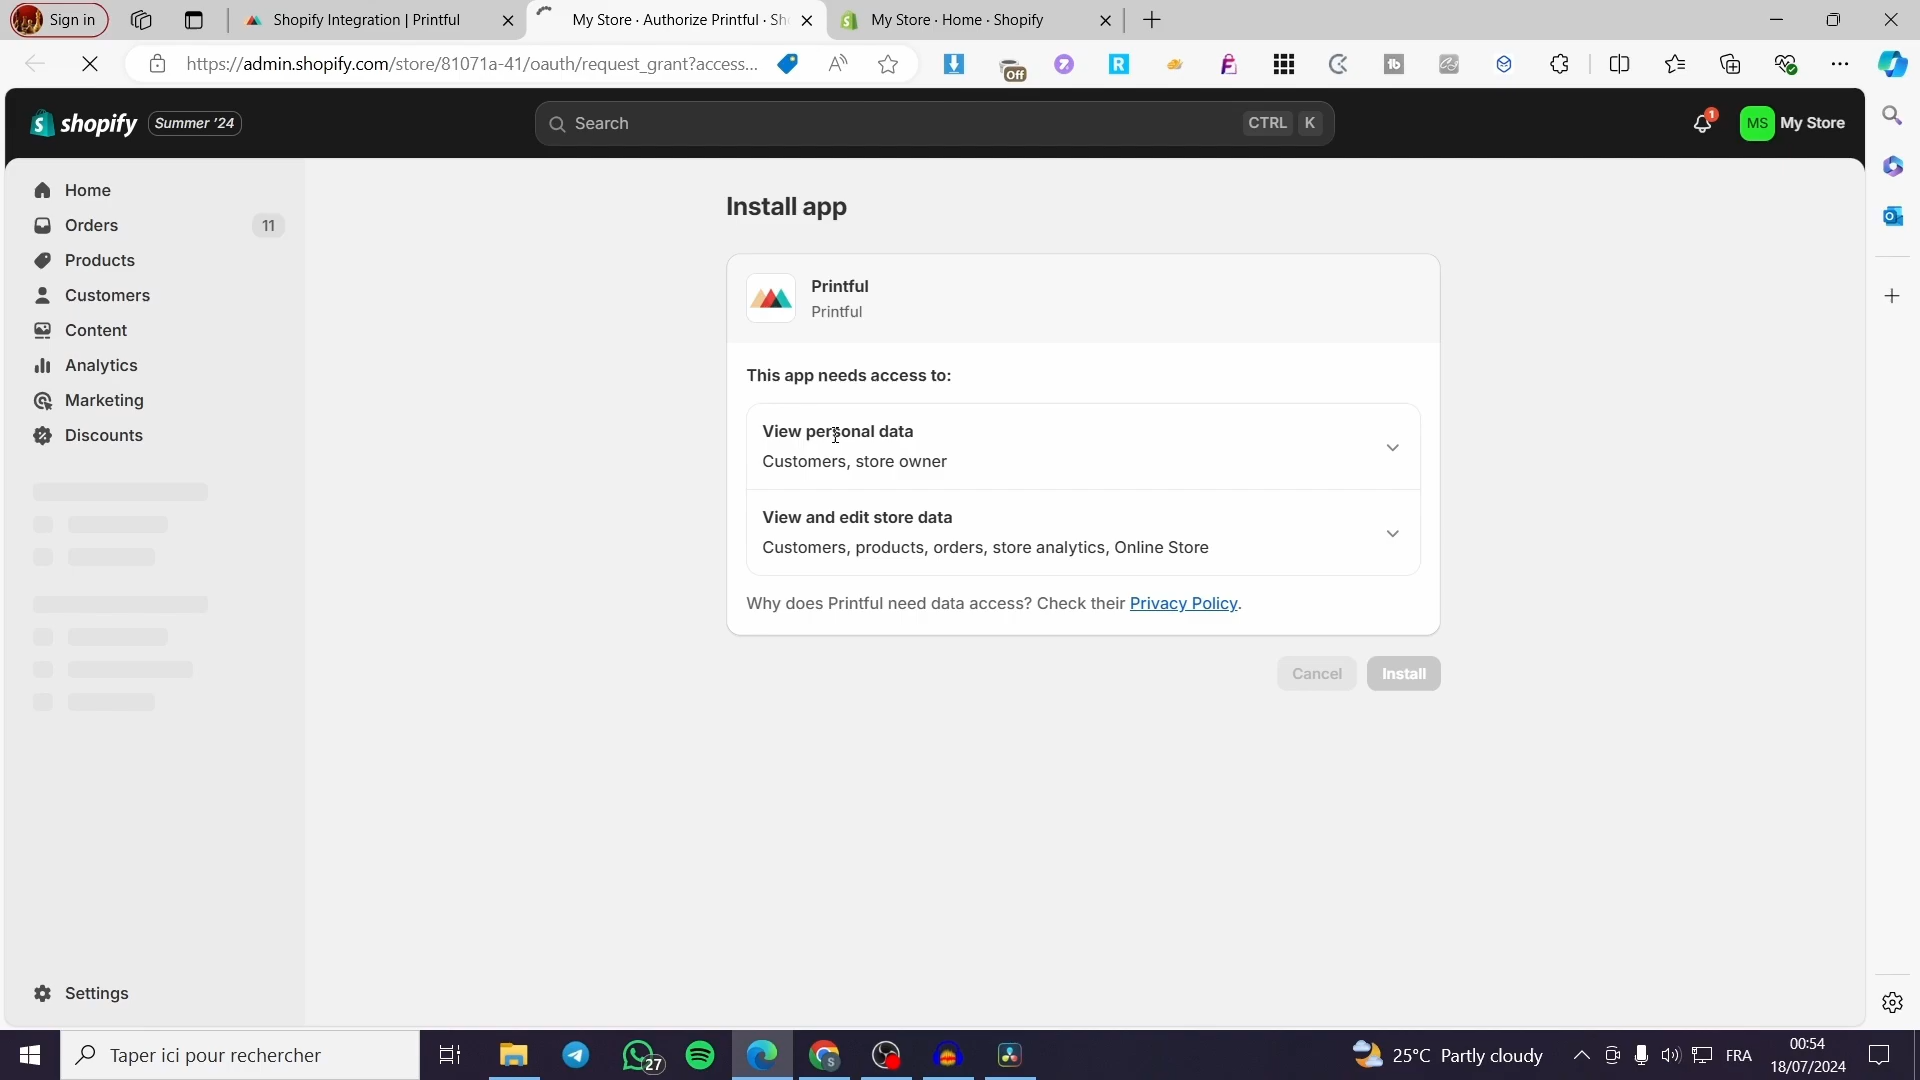 Sign in
Shopify Integration | Printful
My Store · Authorize Printful · Sh
My Store · Home · Shopify
https://admin.shopify.com/store/81071a-41/oauth/request_grant?access...
Off
shopify
Summer '24
Search
CTRL K
1
MS
My Store
Home
Orders
11
Products
Customers
Content
Analytics
Marketing
Discounts
Settings
Install app
Printful
Printful
This app needs access to:
View personal data
Customers, store owner
View and edit store data
Customers, products, orders, store analytics, Online Store
Why does Printful need data access? Check their Privacy Policy.
Cancel
Install
Taper ici pour rechercher
27
25°C Partly cloudy
FRA
00:54
18/07/2024